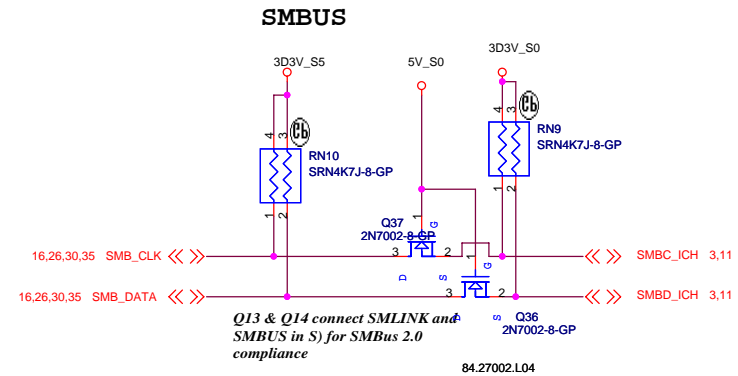 SMBUS
3D3V_S5
5V_S0
3D3V_S0
4
3
RN10
SRN4K7J-8-GP
1
2
4
3
RN9
SRN4K7J-8-GP
1
2
Q37
2N7002-8-GP
1
G
3
2
D
S
16,26,30,35 SMB_CLK
SMBC_ICH 3,11
1
G
3
2
D
S
16,26,30,35 SMB_DATA
SMBD_ICH 3,11
Q36
2N7002-8-GP
Q13 & Q14 connect SMLINK and
SMBUS in S) for SMBus 2.0
compliance
84.27002.L04